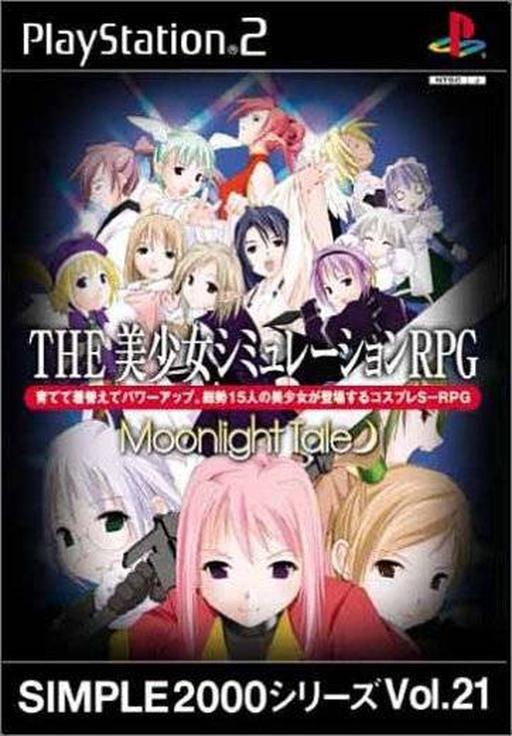 PlayStation®2
NTSC J
THE 美少女シミュレーションRPG
育てて着替えてパワーアップ。総勢15人の美少女が登場するコスプレS-RPG
Moonlight Tale
SIMPLE2000シリーズ Vol.21